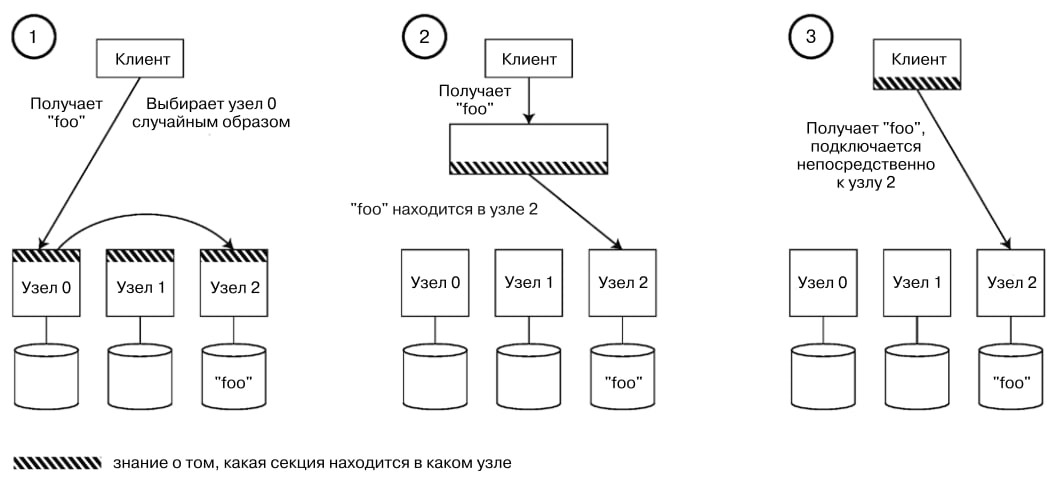 1
Клиент
Получает
"foo"
Выбирает узел 0
случайным образом
Узел 0
Узел 1
Узел 2
"foo"
2
Клиент
Получает
"foo"
"foo" находится в узле 2
Узел 0
Узел 1
Узел 2
"foo"
3
Клиент
Получает "foo",
подключается
непосредственно
к узлу 2
Узел 0
Узел 1
Узел 2
"foo"
знание о том, какая секция находится в каком узле